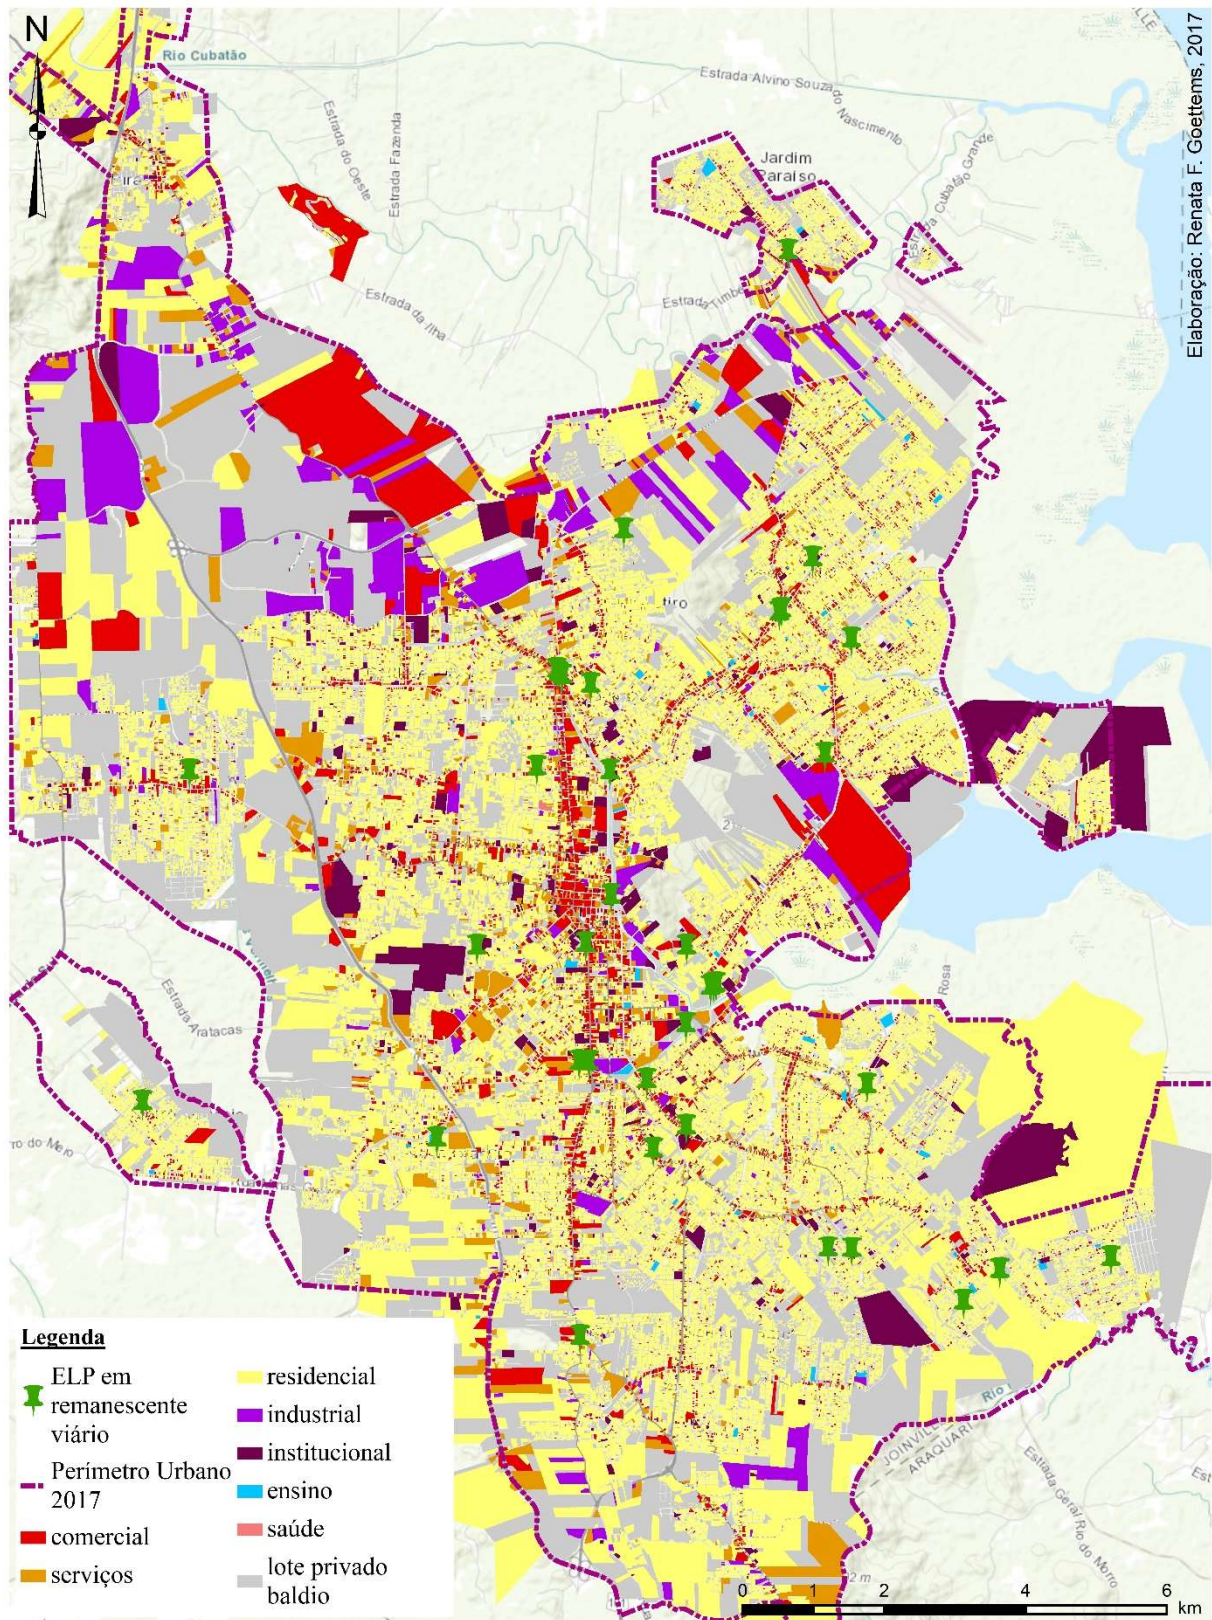 N
Rio Cubatão
Estrada Alvino Souza do Nascimento
Estrada do Oeste
Estrada Fazenda
Jardim
Paraíso
Estrada Cubatão Grande
Estrada da Ilha
Estrada Timbé
Elaboração: Renata F. Goettems, 2017
Estrada Aratacas
Rosa
JOINVILLE
ARAQUARI
Estrada Geral Rio do Morro
Legenda
ELP em
remanescente
viário
Perímetro Urbano
2017
comercial
serviços
residencial
industrial
institucional
ensino
saúde
lote privado
baldio
0 1 2 4 6
km